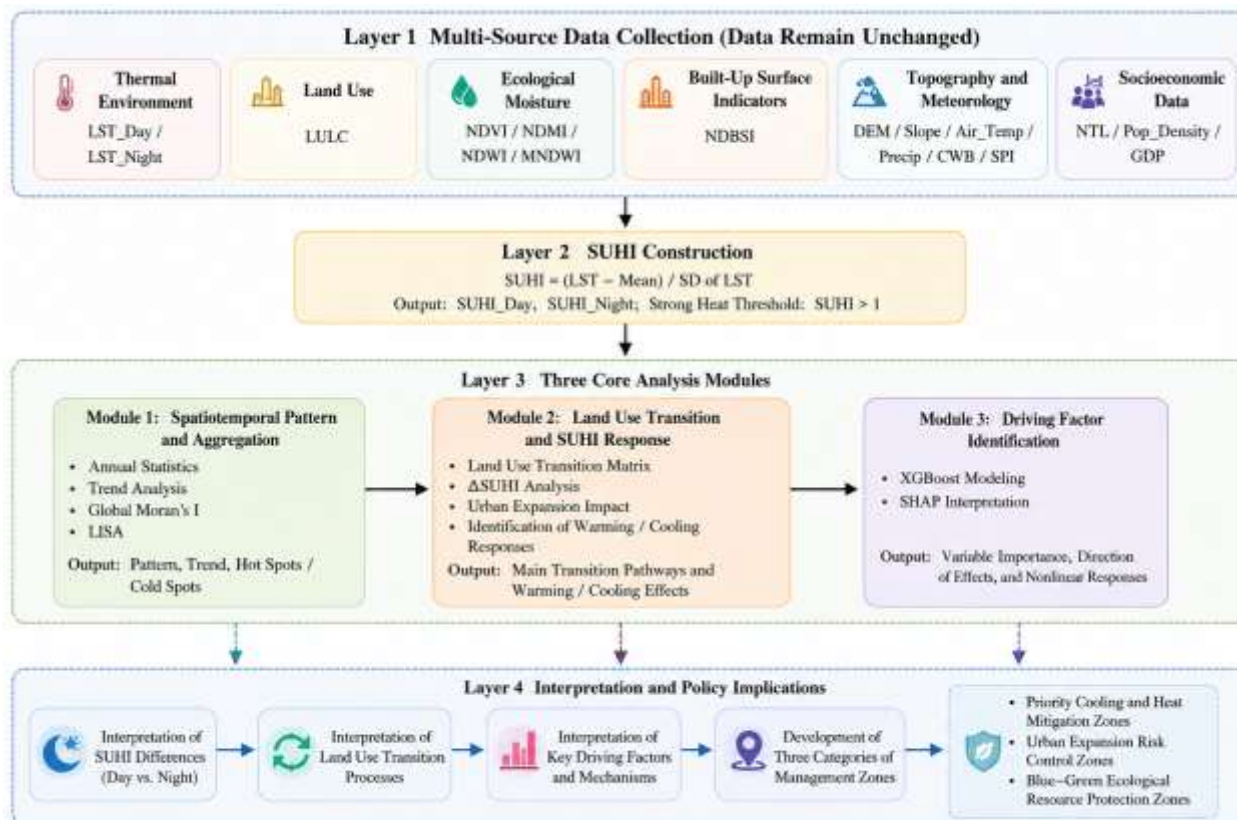 Layer 1 Multi-Source Data Collection (Data Remain Unchanged)
Thermal
Environment
LST_Day /
LST_Night
Land Use
LULC
Ecological
Moisture
NDVI / NDMI /
NDWI / MNDWI
Built-Up Surface
Indicators
NDBSI
Topography and
Meteorology
DEM / Slope / Air_Temp /
Precip / CWB / SPI
Socioeconomic
Data
NTL / Pop_Density /
GDP
Layer 2 SUHI Construction
SUHI = (LST − Mean) / SD of LST
Output: SUHI_Day, SUHI_Night; Strong Heat Threshold: SUHI > 1
Layer 3 Three Core Analysis Modules
Module 1: Spatiotemporal Pattern
and Aggregation
• Annual Statistics
• Trend Analysis
• Global Moran's I
• LISA
Output: Pattern, Trend, Hot Spots /
Cold Spots
Module 2: Land Use Transition
and SUHI Response
• Land Use Transition Matrix
• ΔSUHI Analysis
• Urban Expansion Impact
• Identification of Warming / Cooling
Responses
Output: Main Transition Pathways and
Warming / Cooling Effects
Module 3: Driving Factor
Identification
• XGBoost Modeling
• SHAP Interpretation
Output: Variable Importance, Direction
of Effects, and Nonlinear Responses
Layer 4 Interpretation and Policy Implications
Interpretation of
SUHI Differences
(Day vs. Night)
Interpretation of
Land Use Transition
Processes
Interpretation of
Key Driving Factors
and Mechanisms
Development of
Three Categories of
Management Zones
• Priority Cooling and Heat
Mitigation Zones
• Urban Expansion Risk
Control Zones
• Blue−Green Ecological
Resource Protection Zones